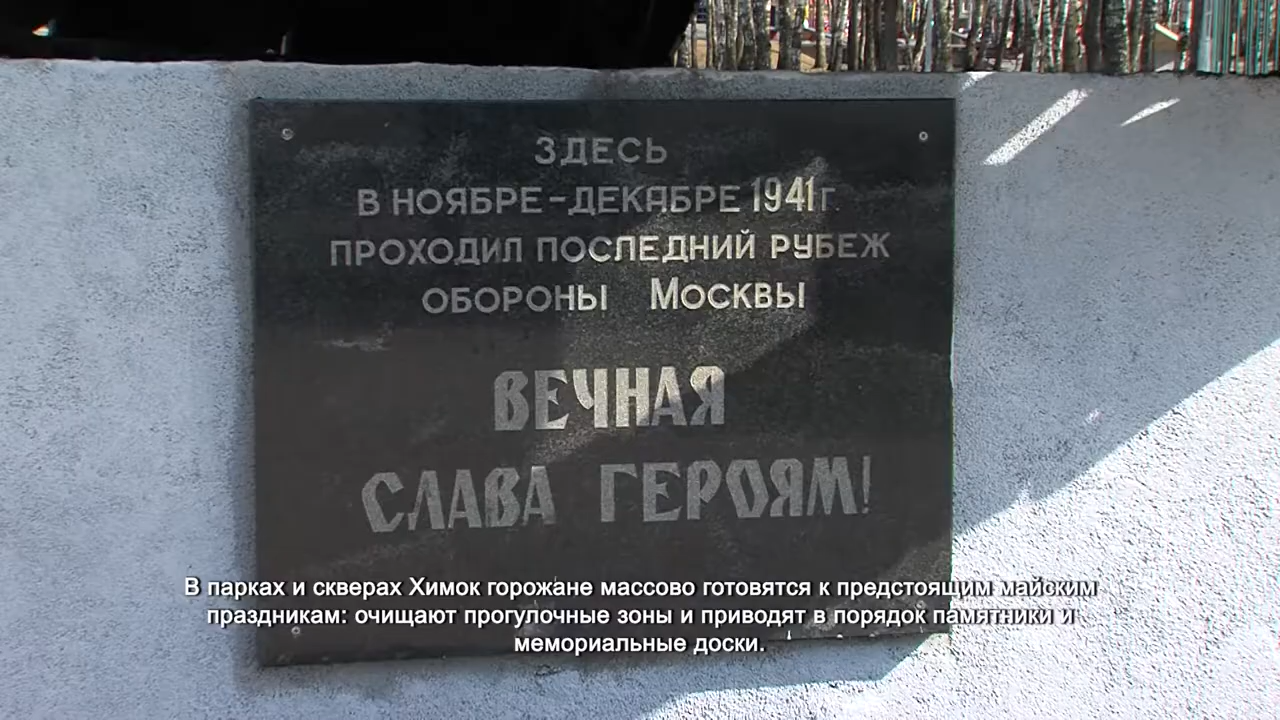 ЗДЕСЬ
В НОЯБРЕ-ДЕКАБРЕ 1941 Г.
ПРОХОДИЛ ПОСЛЕДНИЙ РУБЕЖ
ОБОРОНЫ МОСКВЫ
ВЕЧНАЯ
СЛАВА ГЕРОЯМ!
В парках и скверах Химок горожане массово готовятся к предстоящим майским
праздникам: очищают прогулочные зоны и приводят в порядок памятники и
мемориальные доски.